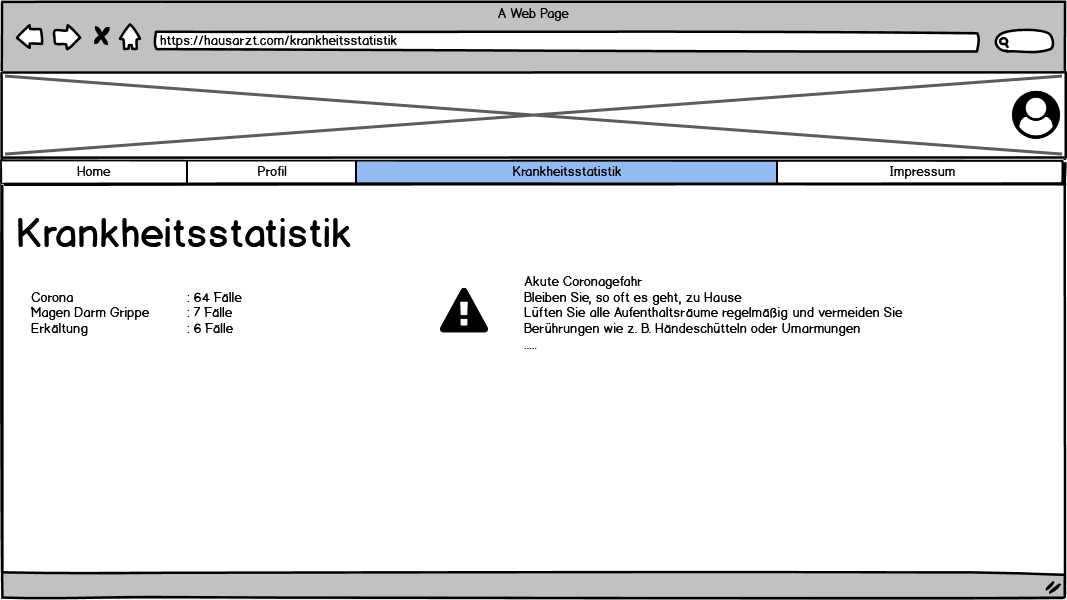 A Web Page
https://hausarzt.com/krankheitsstatistik
Home Profil Krankheitsstatistik Impressum
Krankheitsstatistik
Corona : 64 Fälle
Magen Darm Grippe : 7 Fälle
Erkältung : 6 Fälle
Akute Coronagefahr
Bleiben Sie, so oft es geht, zu Hause
Lüften Sie alle Aufenthaltsräume regelmäßig und vermeiden Sie
Berührungen wie z. B. Händeschütteln oder Umarmungen
.....